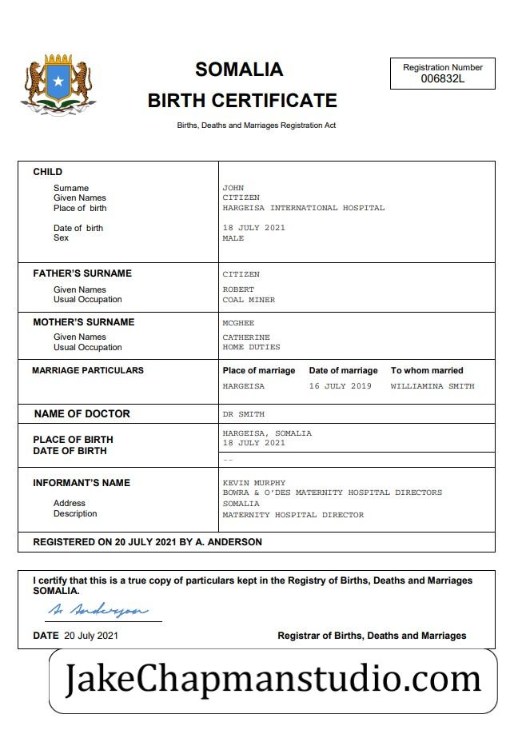 SOMALIA
BIRTH CERTIFICATE
Births, Deaths and Marriages Registration Act
Registration Number
006832L
CHILD
Surname JOHN
Given Names CITIZEN
Place of birth HARGEISA INTERNATIONAL HOSPITAL
Date of birth 18 JULY 2021
Sex MALE
FATHER'S SURNAME CITIZEN
Given Names ROBERT
Usual Occupation COAL MINER
MOTHER'S SURNAME MCGHEE
Given Names CATHERINE
Usual Occupation HOME DUTIES
MARRIAGE PARTICULARS Place of marriage Date of marriage To whom married
HARGEISA 16 JULY 2019 WILLIAMINA SMITH
NAME OF DOCTOR DR SMITH
PLACE OF BIRTH HARGEISA, SOMALIA
DATE OF BIRTH 18 JULY 2021
--
INFORMANT'S NAME KEVIN MURPHY
BOWRA & O'DES MATERNITY HOSPITAL DIRECTORS
Address SOMALIA
Description MATERNITY HOSPITAL DIRECTOR
REGISTERED ON 20 JULY 2021 BY A. ANDERSON
I certify that this is a true copy of particulars kept in the Registry of Births, Deaths and Marriages
SOMALIA.
A. Anderson
DATE 20 July 2021 Registrar of Births, Deaths and Marriages
JakeChapmanstudio.com